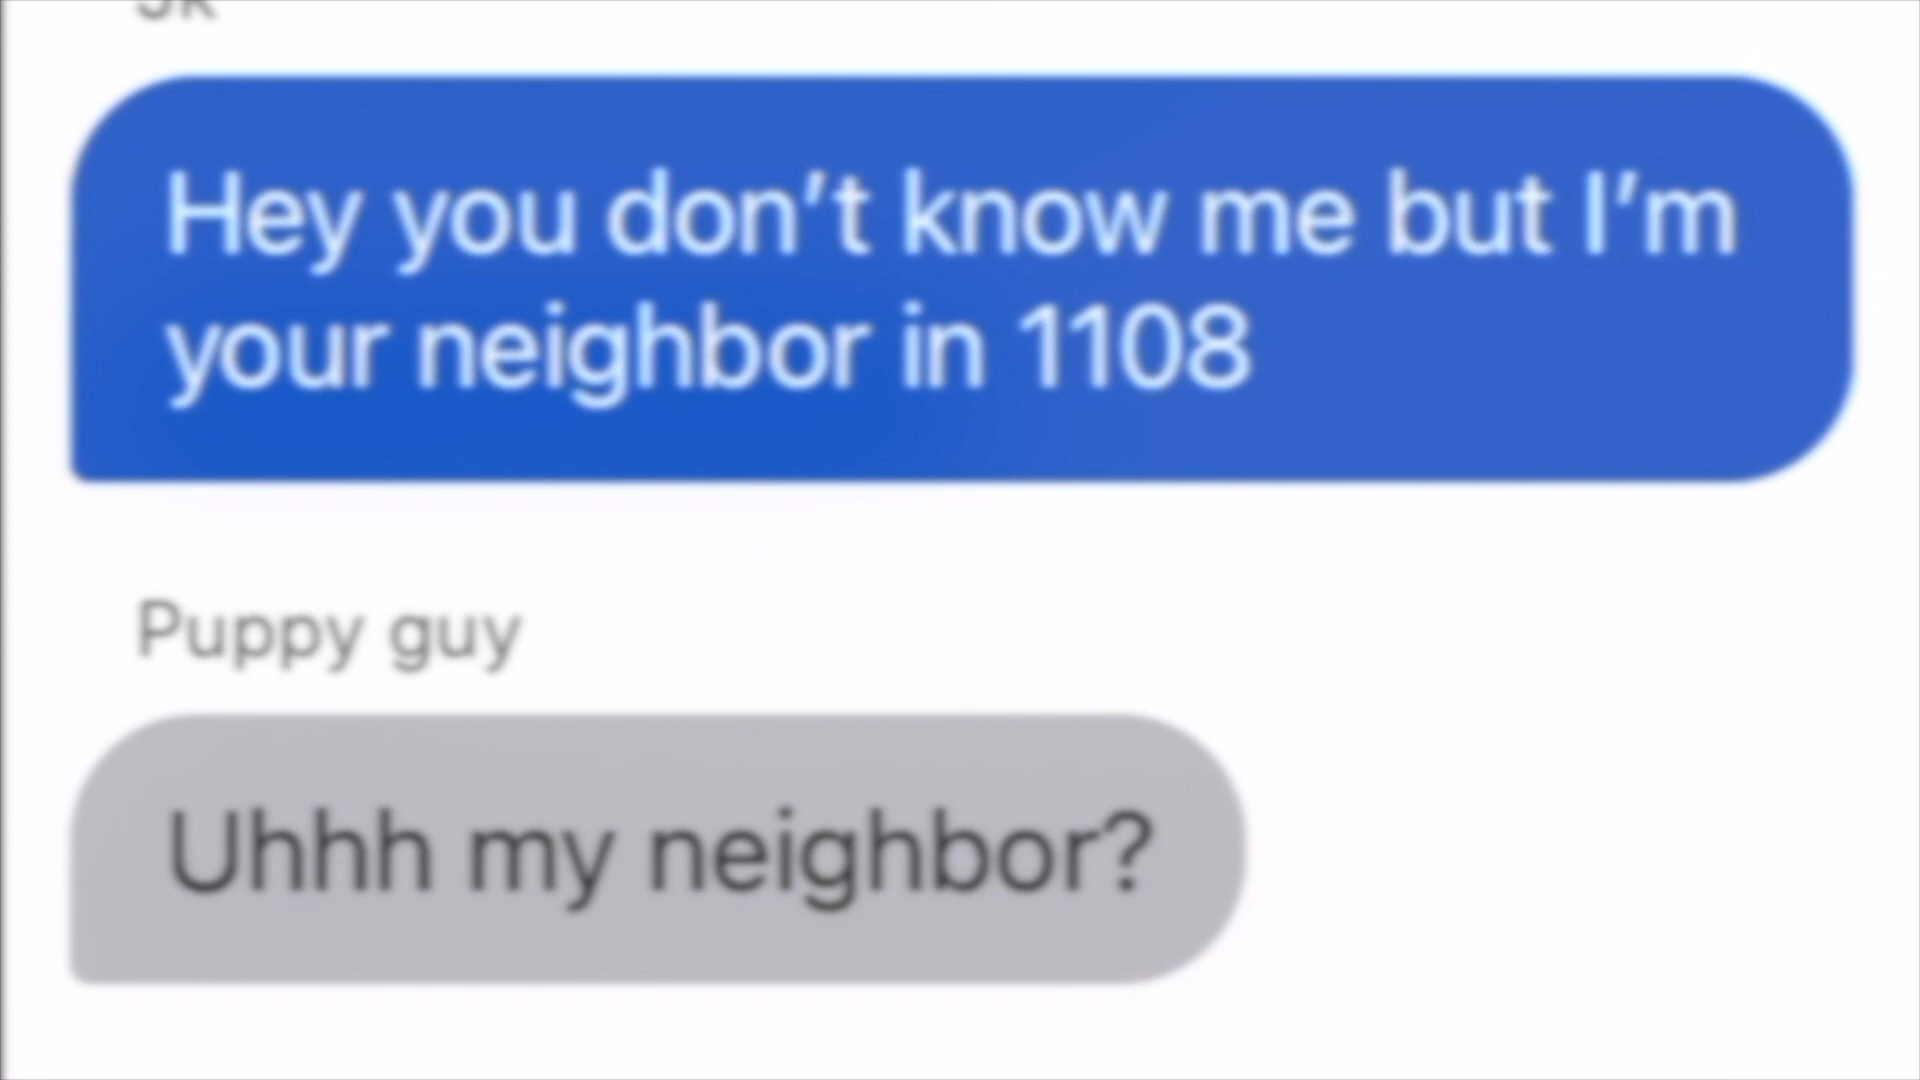 Hey you don't know me but I'm
your neighbor in 1108
Puppy guy
Uhhh my neighbor?